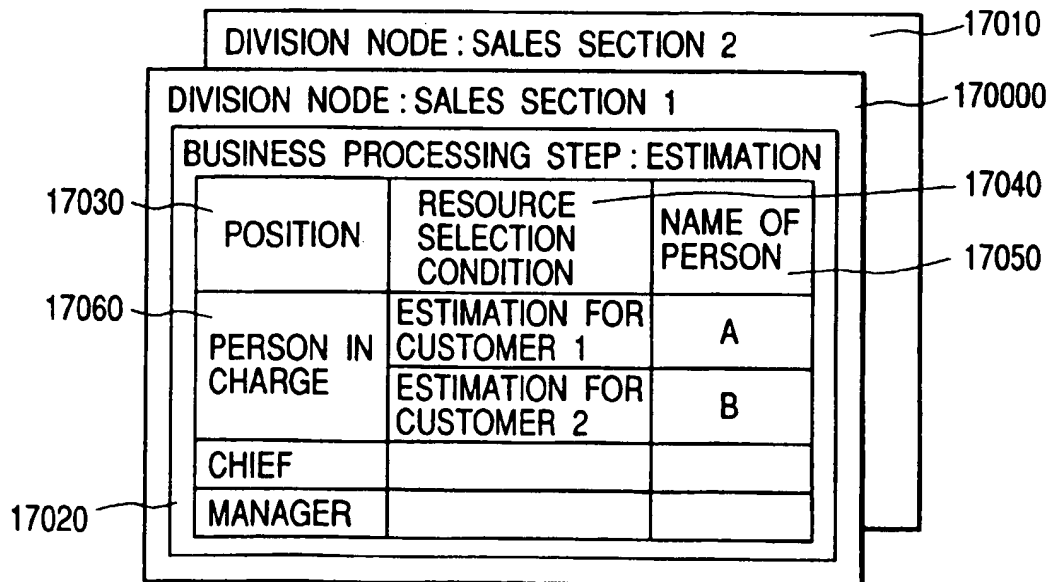 DIVISION NODE : SALES SECTION 2
17010
DIVISION NODE : SALES SECTION 1
170000
BUSINESS PROCESSING STEP : ESTIMATION
17030
POSITION
RESOURCE
SELECTION
CONDITION
17040
NAME OF
PERSON
17050
17060
PERSON IN
CHARGE
ESTIMATION FOR
CUSTOMER 1
A
ESTIMATION FOR
CUSTOMER 2
B
CHIEF
MANAGER
17020